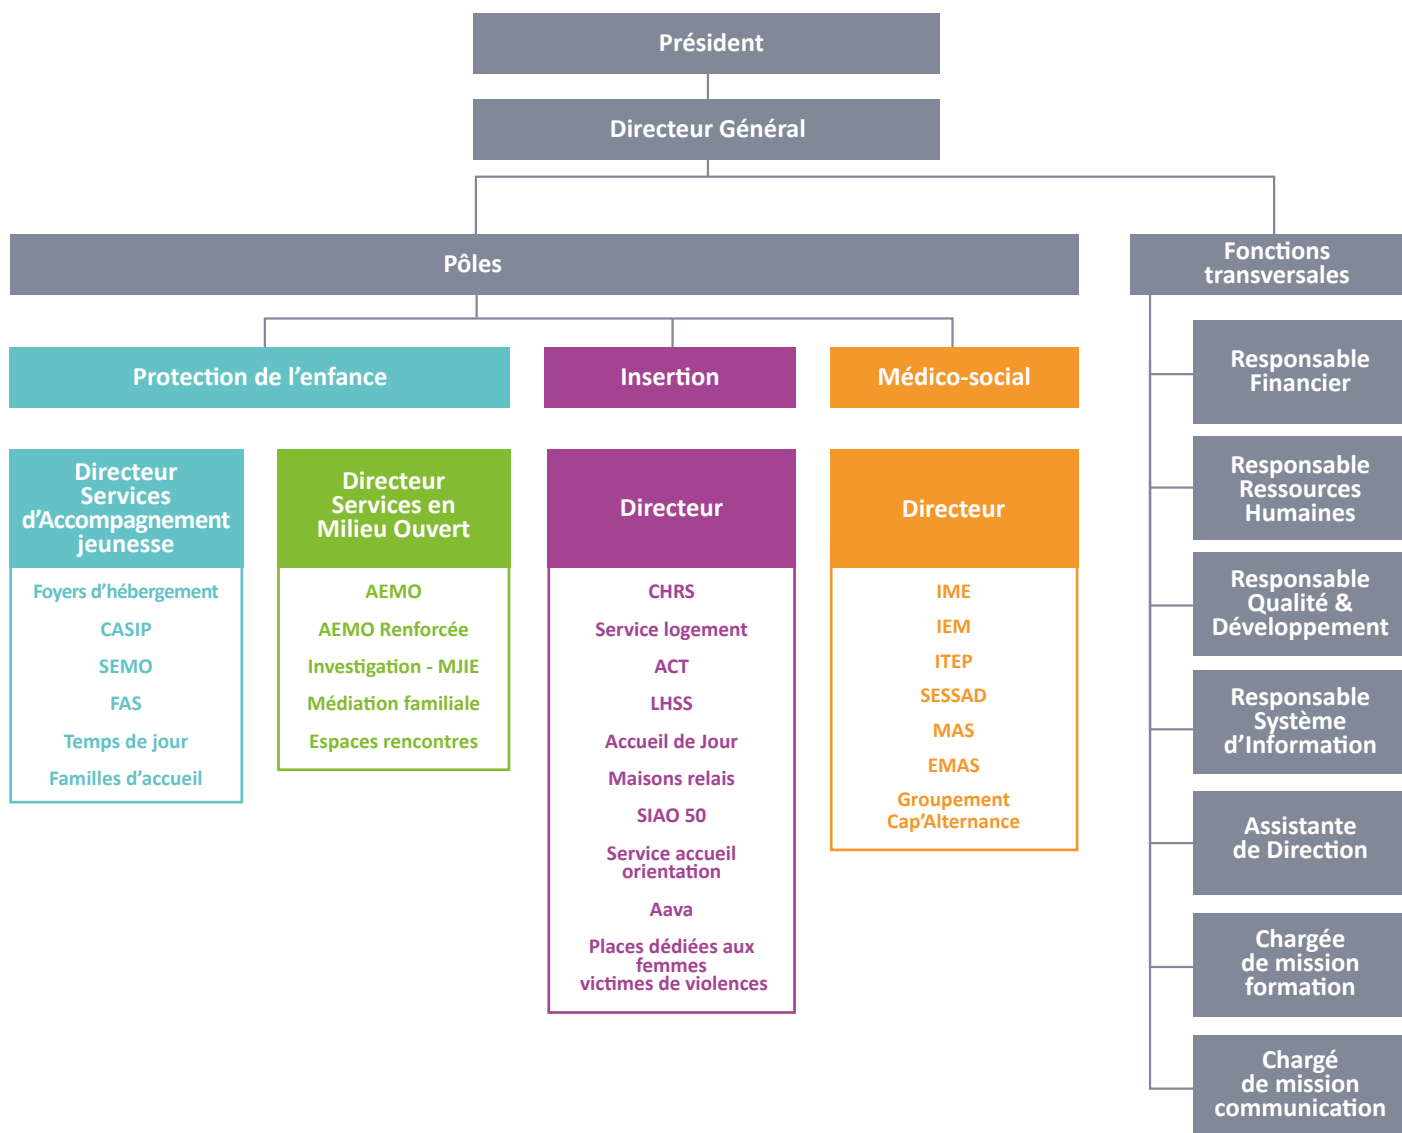 Président
Directeur Général
Pôles
Fonctions
transversales
Protection de l’enfance
Insertion
Médico-social
Directeur
Services
d’Accompagnement
jeunesse
Foyers d’hébergement
CASIP
SEMO
FAS
Temps de jour
Familles d’accueil
Directeur
Services en
Milieu Ouvert
AEMO
AEMO Renforcée
Investigation - MJIE
Médiation familiale
Espaces rencontres
Directeur
CHRS
Service logement
ACT
LHSS
Accueil de Jour
Maisons relais
SIAO 50
Service accueil
orientation
Aava
Places dédiées aux
femmes
victimes de violences
Directeur
IME
IEM
ITEP
SESSAD
MAS
EMAS
Groupement
Cap’Alternance
Responsable
Financier
Responsable
Ressources
Humaines
Responsable
Qualité &
Développement
Responsable
Système
d’Information
Assistante
de Direction
Chargée
de mission
formation
Chargé
de mission
communication